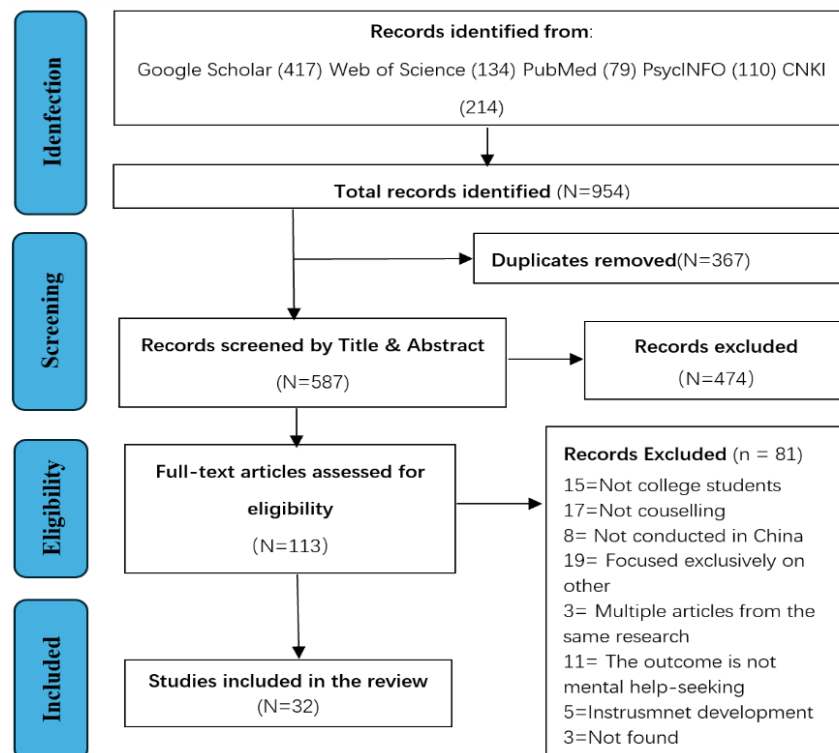 Idenfection
Records identified from:
Google Scholar (417) Web of Science (134) PubMed (79) PsycINFO (110) CNKI
(214)
Total records identified (N=954)
Screening
Duplicates removed(N=367)
Records screened by Title & Abstract
(N=587)
Records excluded
(N=474)
Eligibility
Full-text articles assessed for
eligibility
(N=113)
Records Excluded (n = 81)
15=Not college students
17=Not couselling
8= Not conducted in China
19= Focused exclusively on
other
3= Multiple articles from the
same research
11= The outcome is not
mental help-seeking
5=Instrusmnet development
3=Not found
Included
Studies included in the review
(N=32)